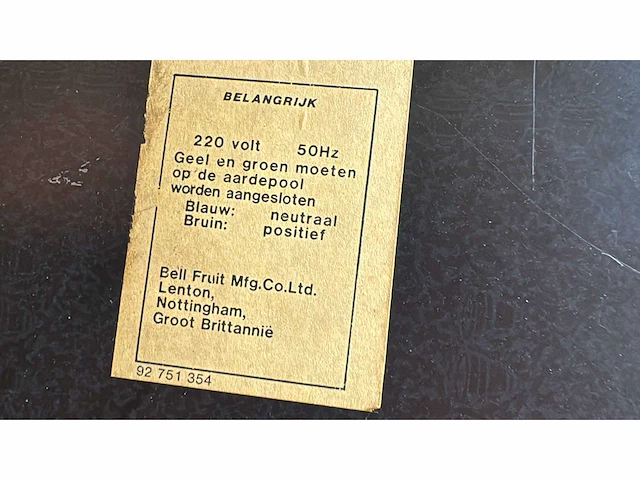 BELANGRIJK
220 volt 50Hz
Geel en groen moeten
op de aardepool
worden aangesloten
Blauw: neutraal
Bruin: positief
Bell Fruit Mfg.Co.Ltd.
Lenton,
Nottingham,
Groot Brittannië
92 751 354